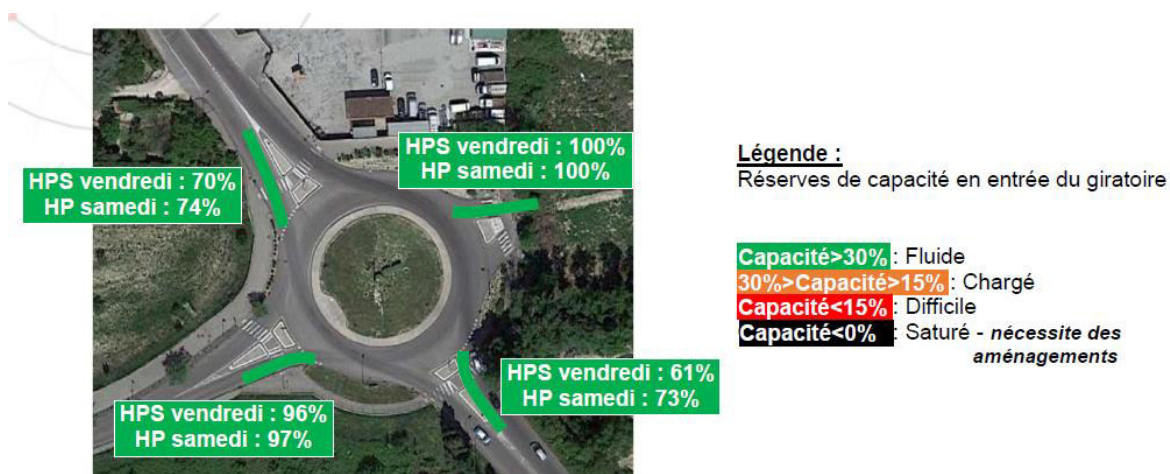 HPS vendredi : 100%
HP samedi : 100%
HPS vendredi : 70%
HP samedi : 74%
HPS vendredi : 61%
HP samedi : 73%
HPS vendredi : 96%
HP samedi : 97%
Légende :
Réserves de capacité en entrée du giratoire
Capacité>30% : Fluide
30%>Capacité>15% : Chargé
Capacité<15% : Difficile
Capacité<0% : Saturé - nécessite des
aménagements